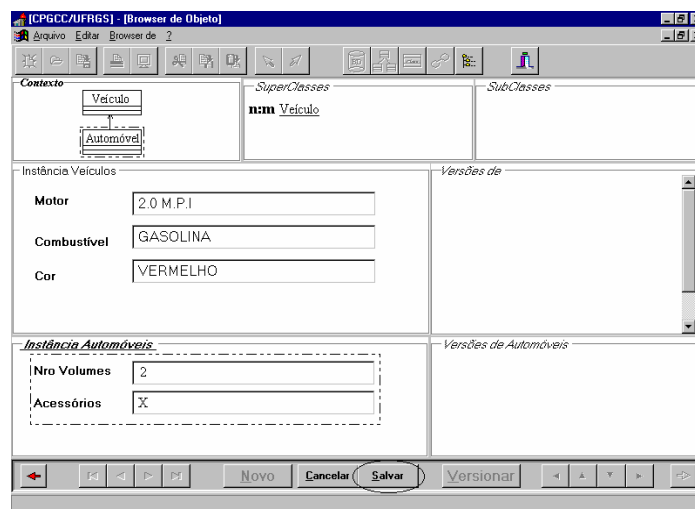 [CPGCC/UFRGS] - [Browser de Objeto]
Arquivo Editar Browser de ?
Contexto
SuperClasses
SubClasses
Veículo
n:m Veículo
Automóvel
Instância Veículos
Versões de
Motor 2.0 M.P.I
Combustível GASOLINA
Cor VERMELHO
Instância Automóveis
Versões de Automóveis
Nro Volumes 2
Acessórios X
Novo Cancelar Salvar Versionar